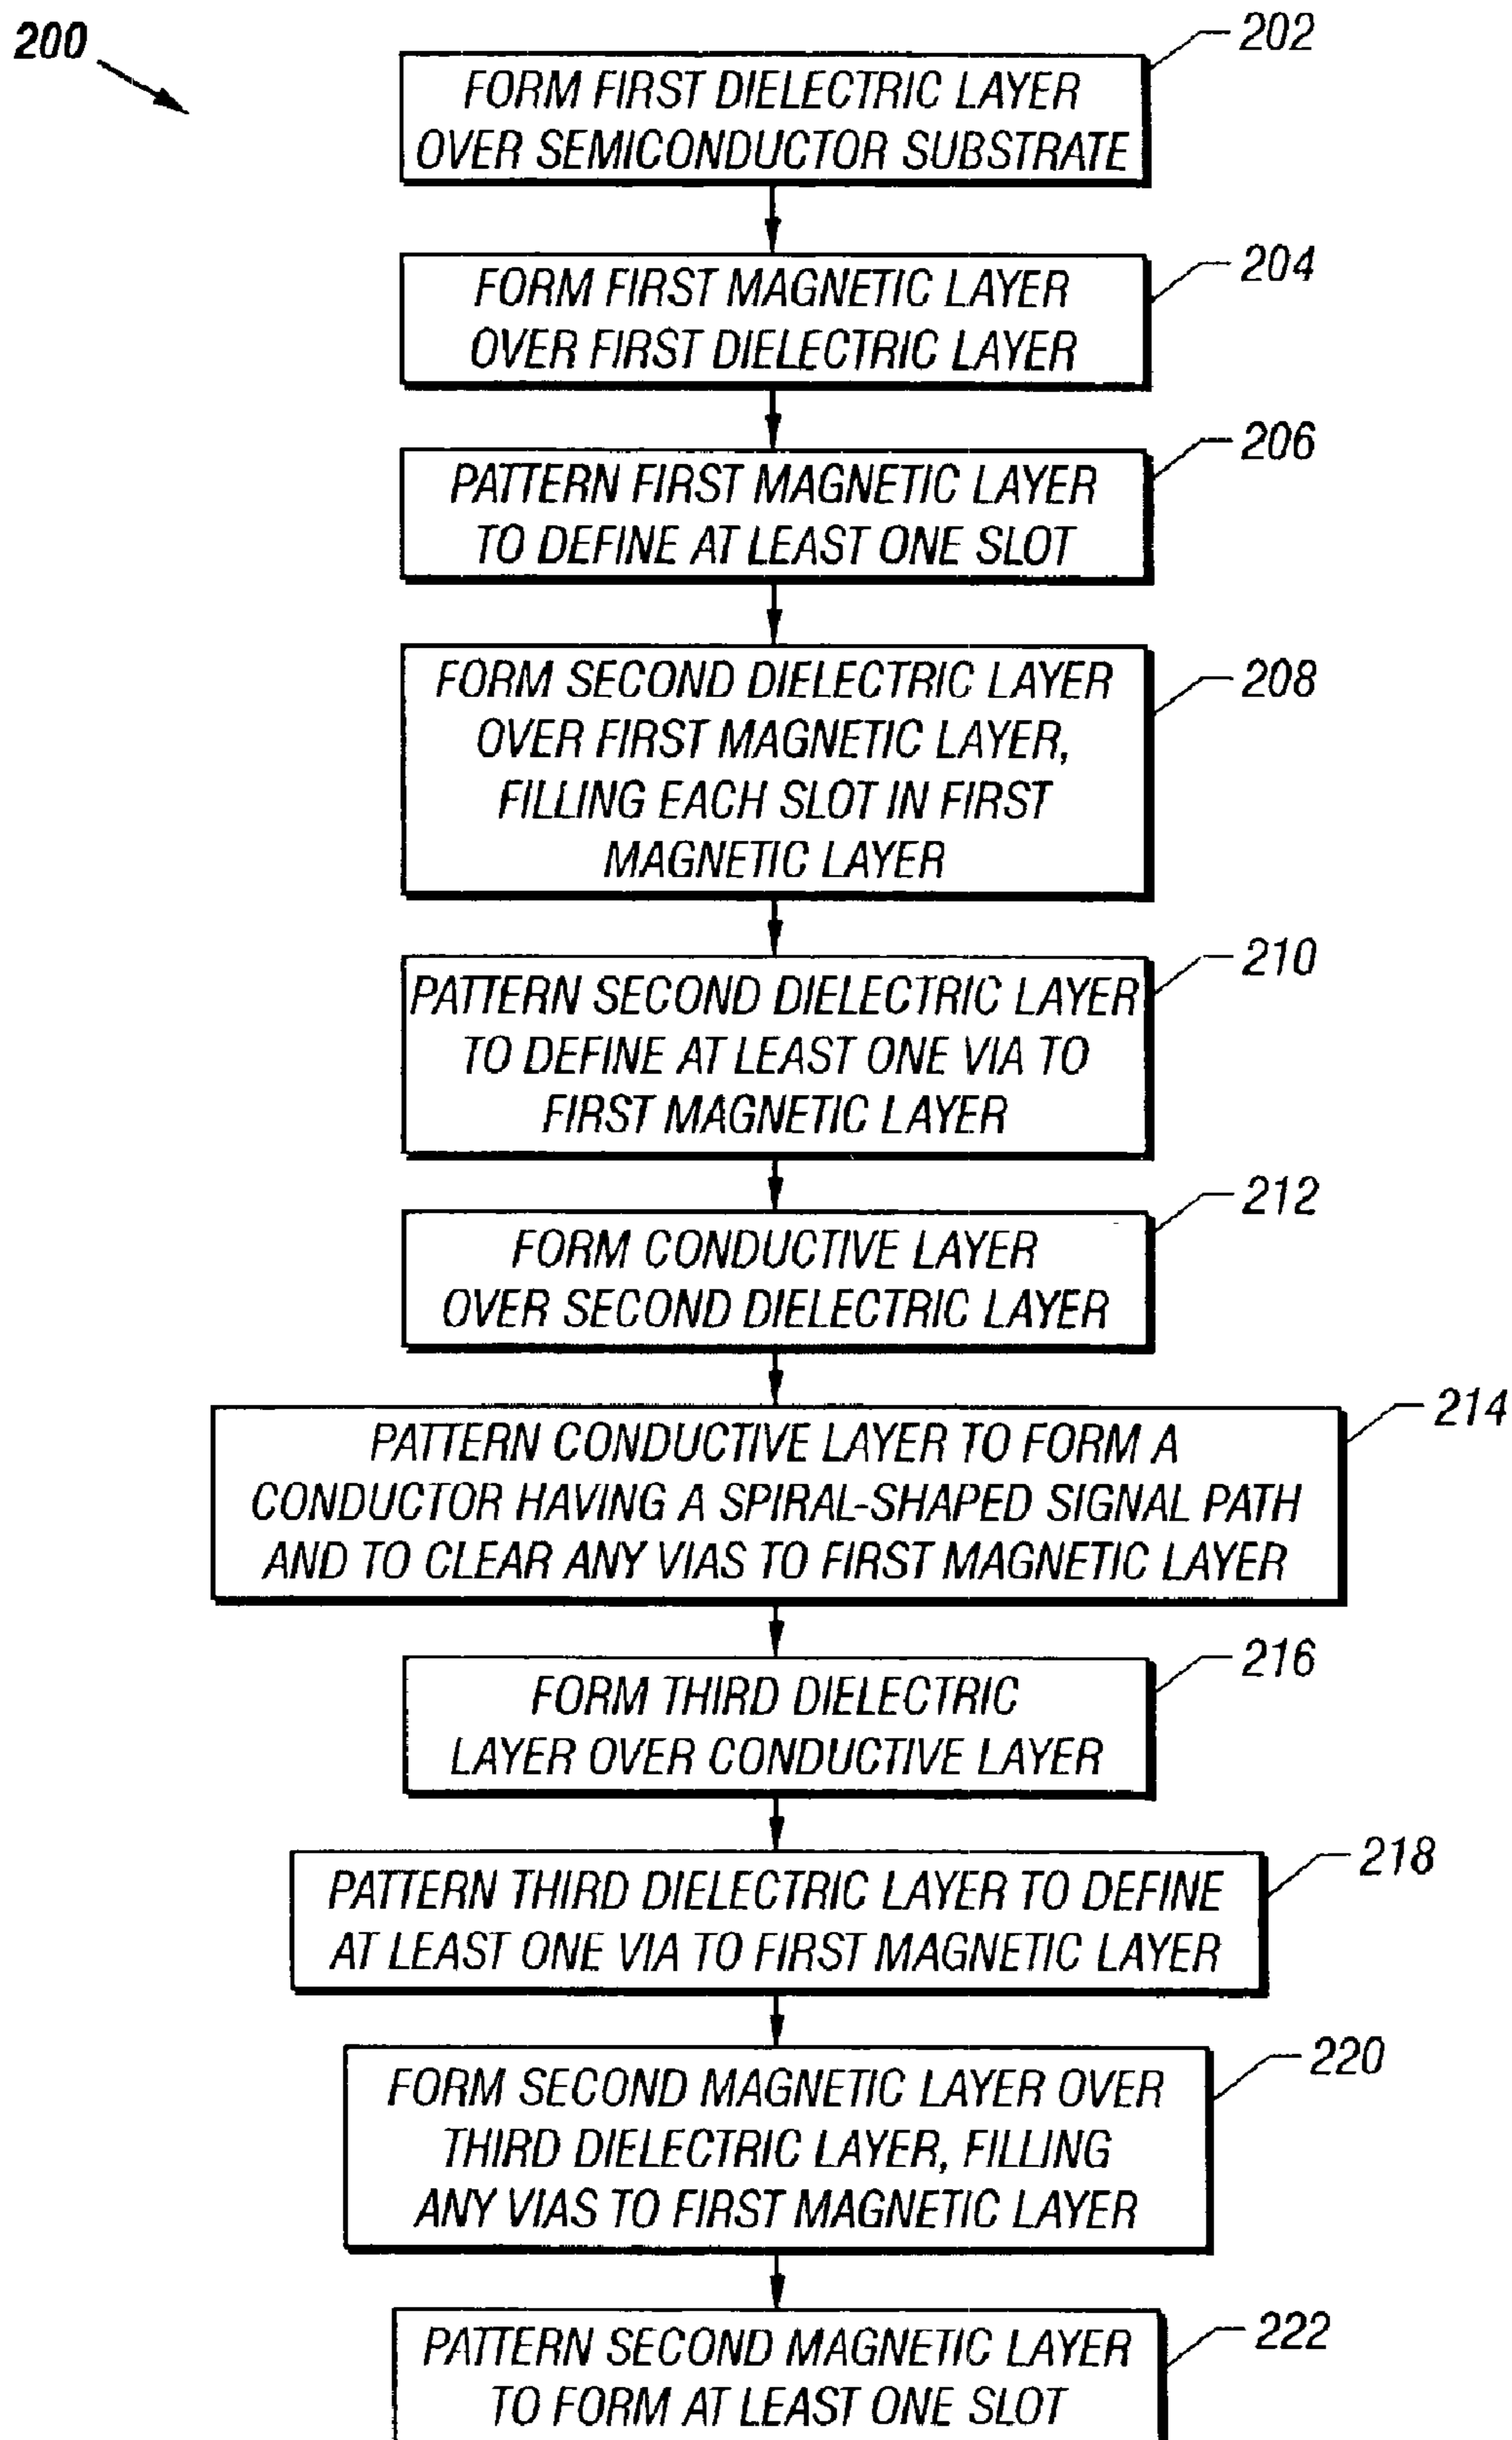 200
202
FORM FIRST DIELECTRIC LAYER
OVER SEMICONDUCTOR SUBSTRATE
204
FORM FIRST MAGNETIC LAYER
OVER FIRST DIELECTRIC LAYER
206
PATTERN FIRST MAGNETIC LAYER
TO DEFINE AT LEAST ONE SLOT
208
FORM SECOND DIELECTRIC LAYER
OVER FIRST MAGNETIC LAYER,
FILLING EACH SLOT IN FIRST
MAGNETIC LAYER
210
PATTERN SECOND DIELECTRIC LAYER
TO DEFINE AT LEAST ONE VIA TO
FIRST MAGNETIC LAYER
212
FORM CONDUCTIVE LAYER
OVER SECOND DIELECTRIC LAYER
214
PATTERN CONDUCTIVE LAYER TO FORM A
CONDUCTOR HAVING A SPIRAL-SHAPED SIGNAL PATH
AND TO CLEAR ANY VIAS TO FIRST MAGNETIC LAYER
216
FORM THIRD DIELECTRIC
LAYER OVER CONDUCTIVE LAYER
218
PATTERN THIRD DIELECTRIC LAYER TO DEFINE
AT LEAST ONE VIA TO FIRST MAGNETIC LAYER
220
FORM SECOND MAGNETIC LAYER OVER
THIRD DIELECTRIC LAYER, FILLING
ANY VIAS TO FIRST MAGNETIC LAYER
222
PATTERN SECOND MAGNETIC LAYER
TO FORM AT LEAST ONE SLOT